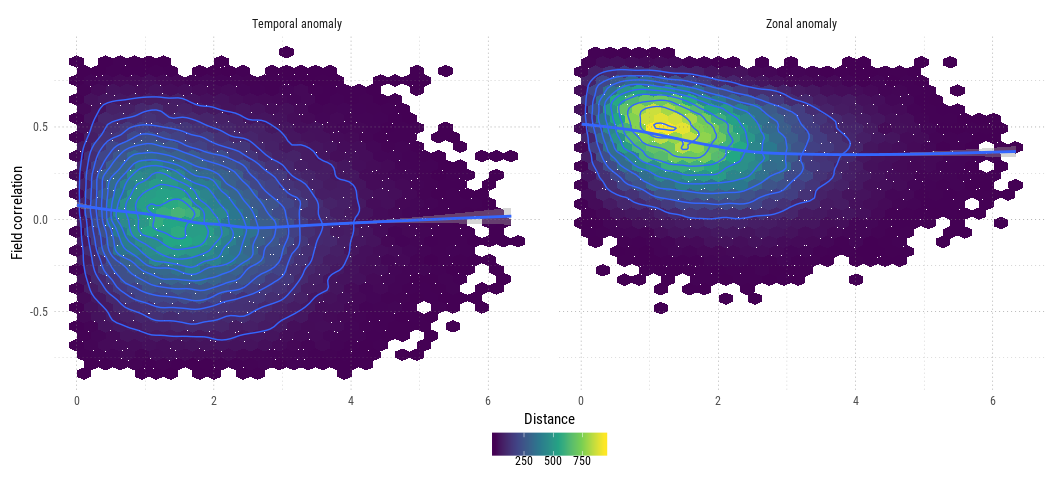 Temporal anomaly
Zonal anomaly
Field correlation
0.5
0.0
-0.5
0 2 4 6
0 2 4 6
Distance
250 500 750